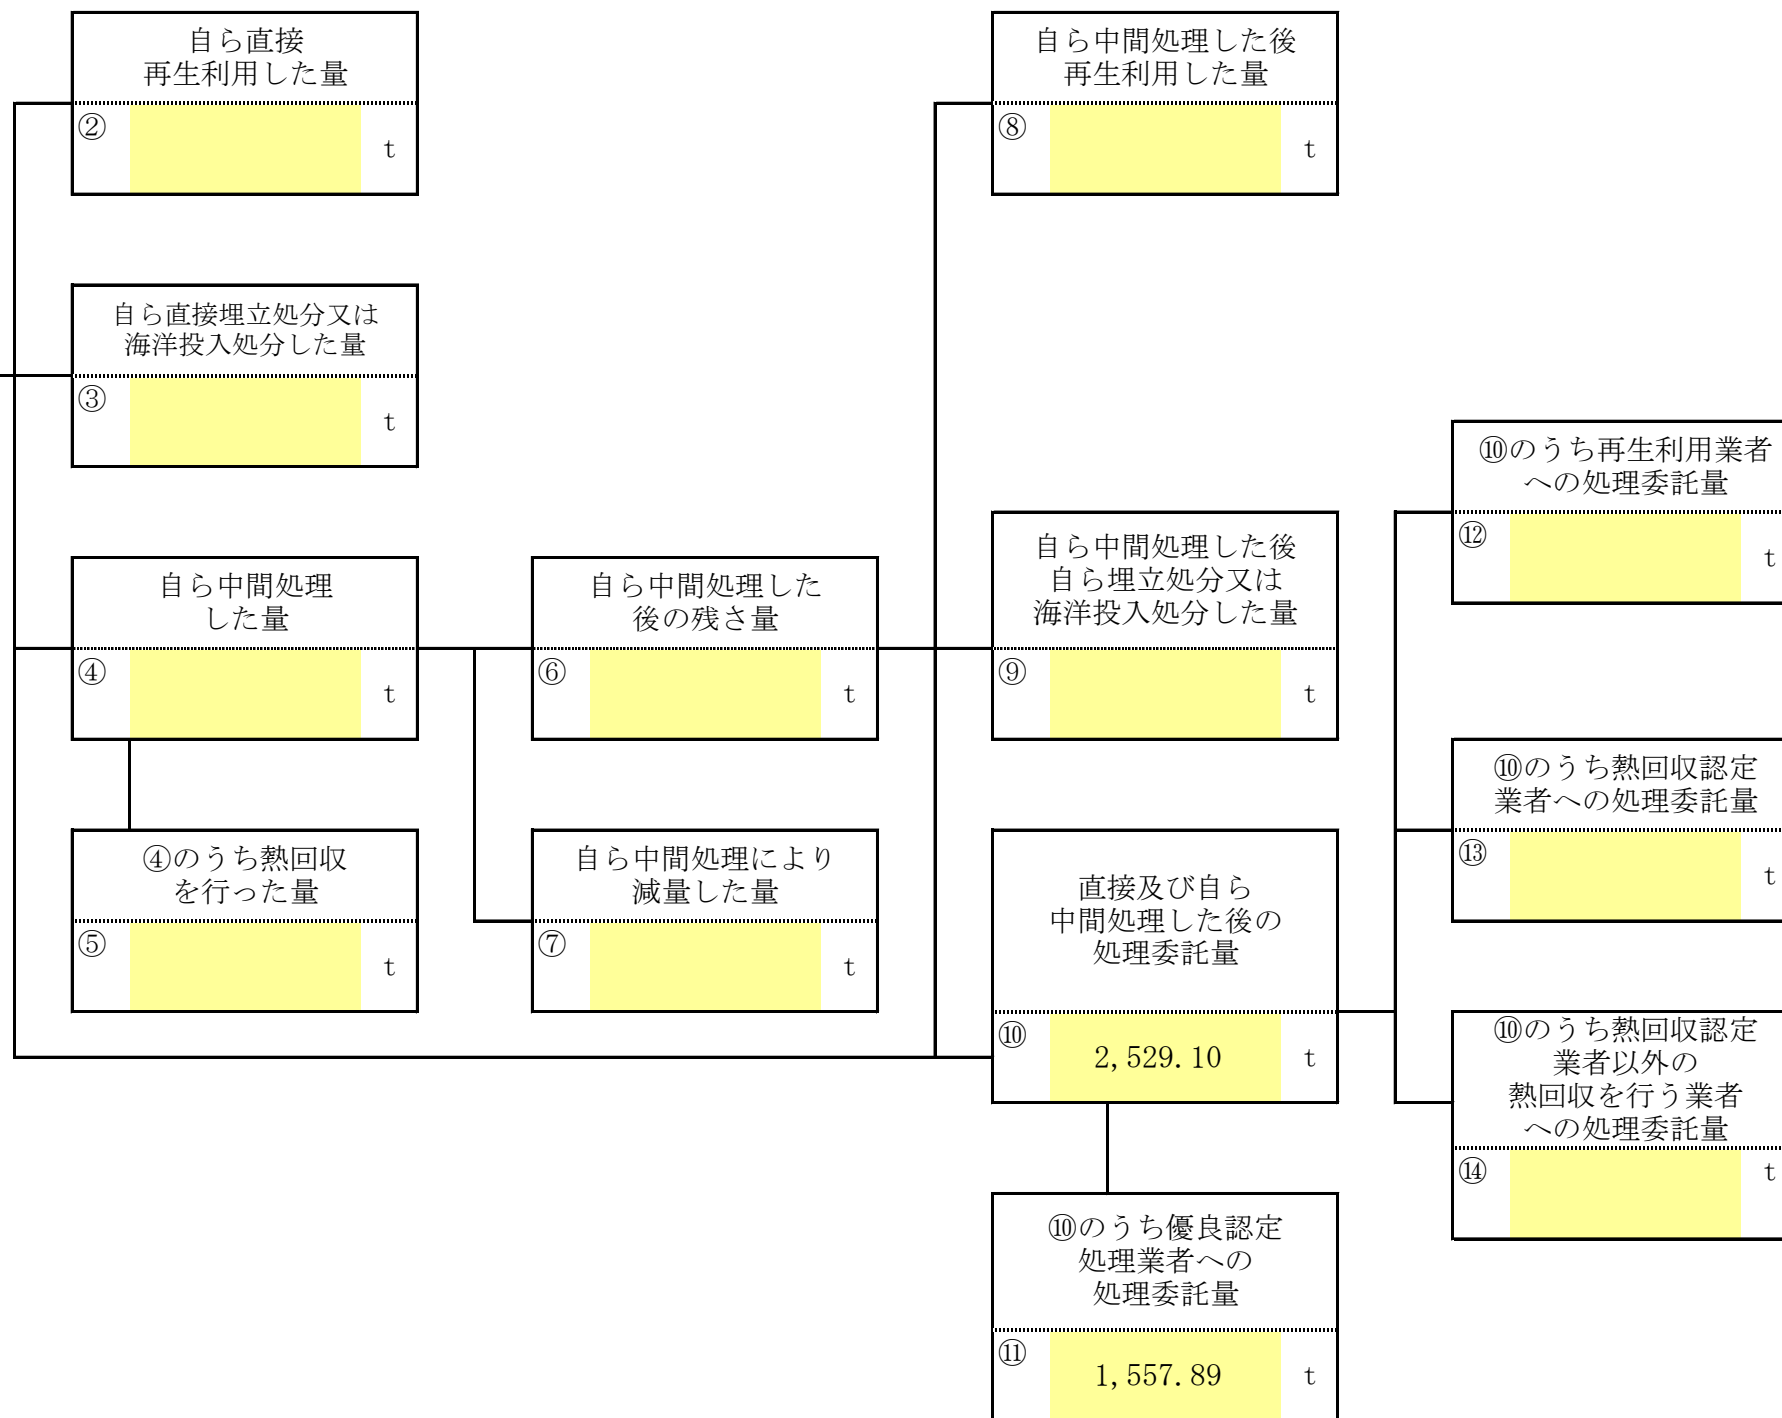 自ら直接
再生利用した量
②
t
自ら中間処理した後
再生利用した量
⑧
t
自ら直接埋立処分又は
海洋投入処分した量
③
t
⑩のうち再生利用業者
への処理委託量
⑫
t
自ら中間処理
した量
④
t
自ら中間処理した
後の残さ量
⑥
t
自ら中間処理した後
自ら埋立処分又は
海洋投入処分した量
⑨
t
⑩のうち熱回収認定
業者への処理委託量
⑬
t
④のうち熱回収
を行った量
⑤
t
自ら中間処理により
減量した量
⑦
t
直接及び自ら
中間処理した後の
処理委託量
⑩
2,529.10 t
⑩のうち熱回収認定
業者以外の
熱回収を行う業者
への処理委託量
⑭
t
⑩のうち優良認定
処理業者への
処理委託量
⑪
1,557.89 t